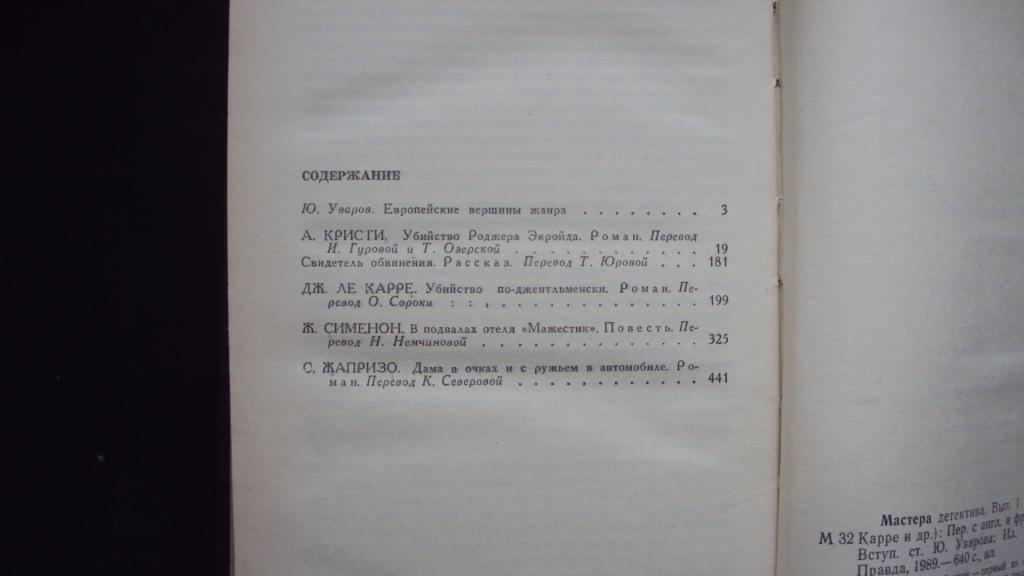 СОДЕРЖАНИЕ
Ю. Уваров. Европейские вершины жанра . . . . . . . . 3
А. КРИСТИ. Убийство Роджера Экройда. Роман. Перевод
И. Гуровой и Т. Озерской . . . . . . . . . . . . . 19
Свидетель обвинения. Рассказ. Перевод Т. Юровой . . . 181
ДЖ. ЛЕ КАРРЕ. Убийство по-джентльменски. Роман. Пе-
ревод О. Сороки : : , . . . . . . . . . . . . . 199
Ж. СИМЕНОН. В подвалах отеля «Мажестик». Повесть. Пе-
ревод Н. Немчиновой . . . . . . . . . . . . . . 325
С. ЖАПРИЗО. Дама в очках и с ружьем в автомобиле. Ро-
ман. Перевод К. Северовой . . . . . . . . . . . . 441
Мастера детектива. Вып. 1
М 32 Карре и др.): Пер. с англ. и фр
Вступ. ст. Ю. Уварова; Ил.
Правда, 1989.— 640 с., ил.
первый из